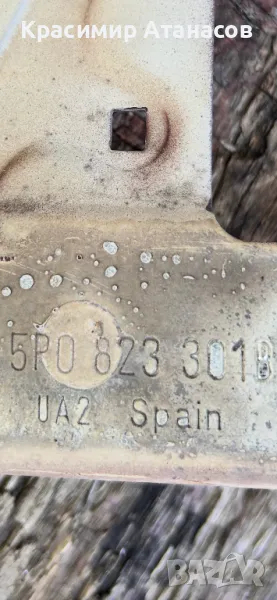 Красимир Атанасов
5P0 823 301B
UA2 Spain
BAZAR